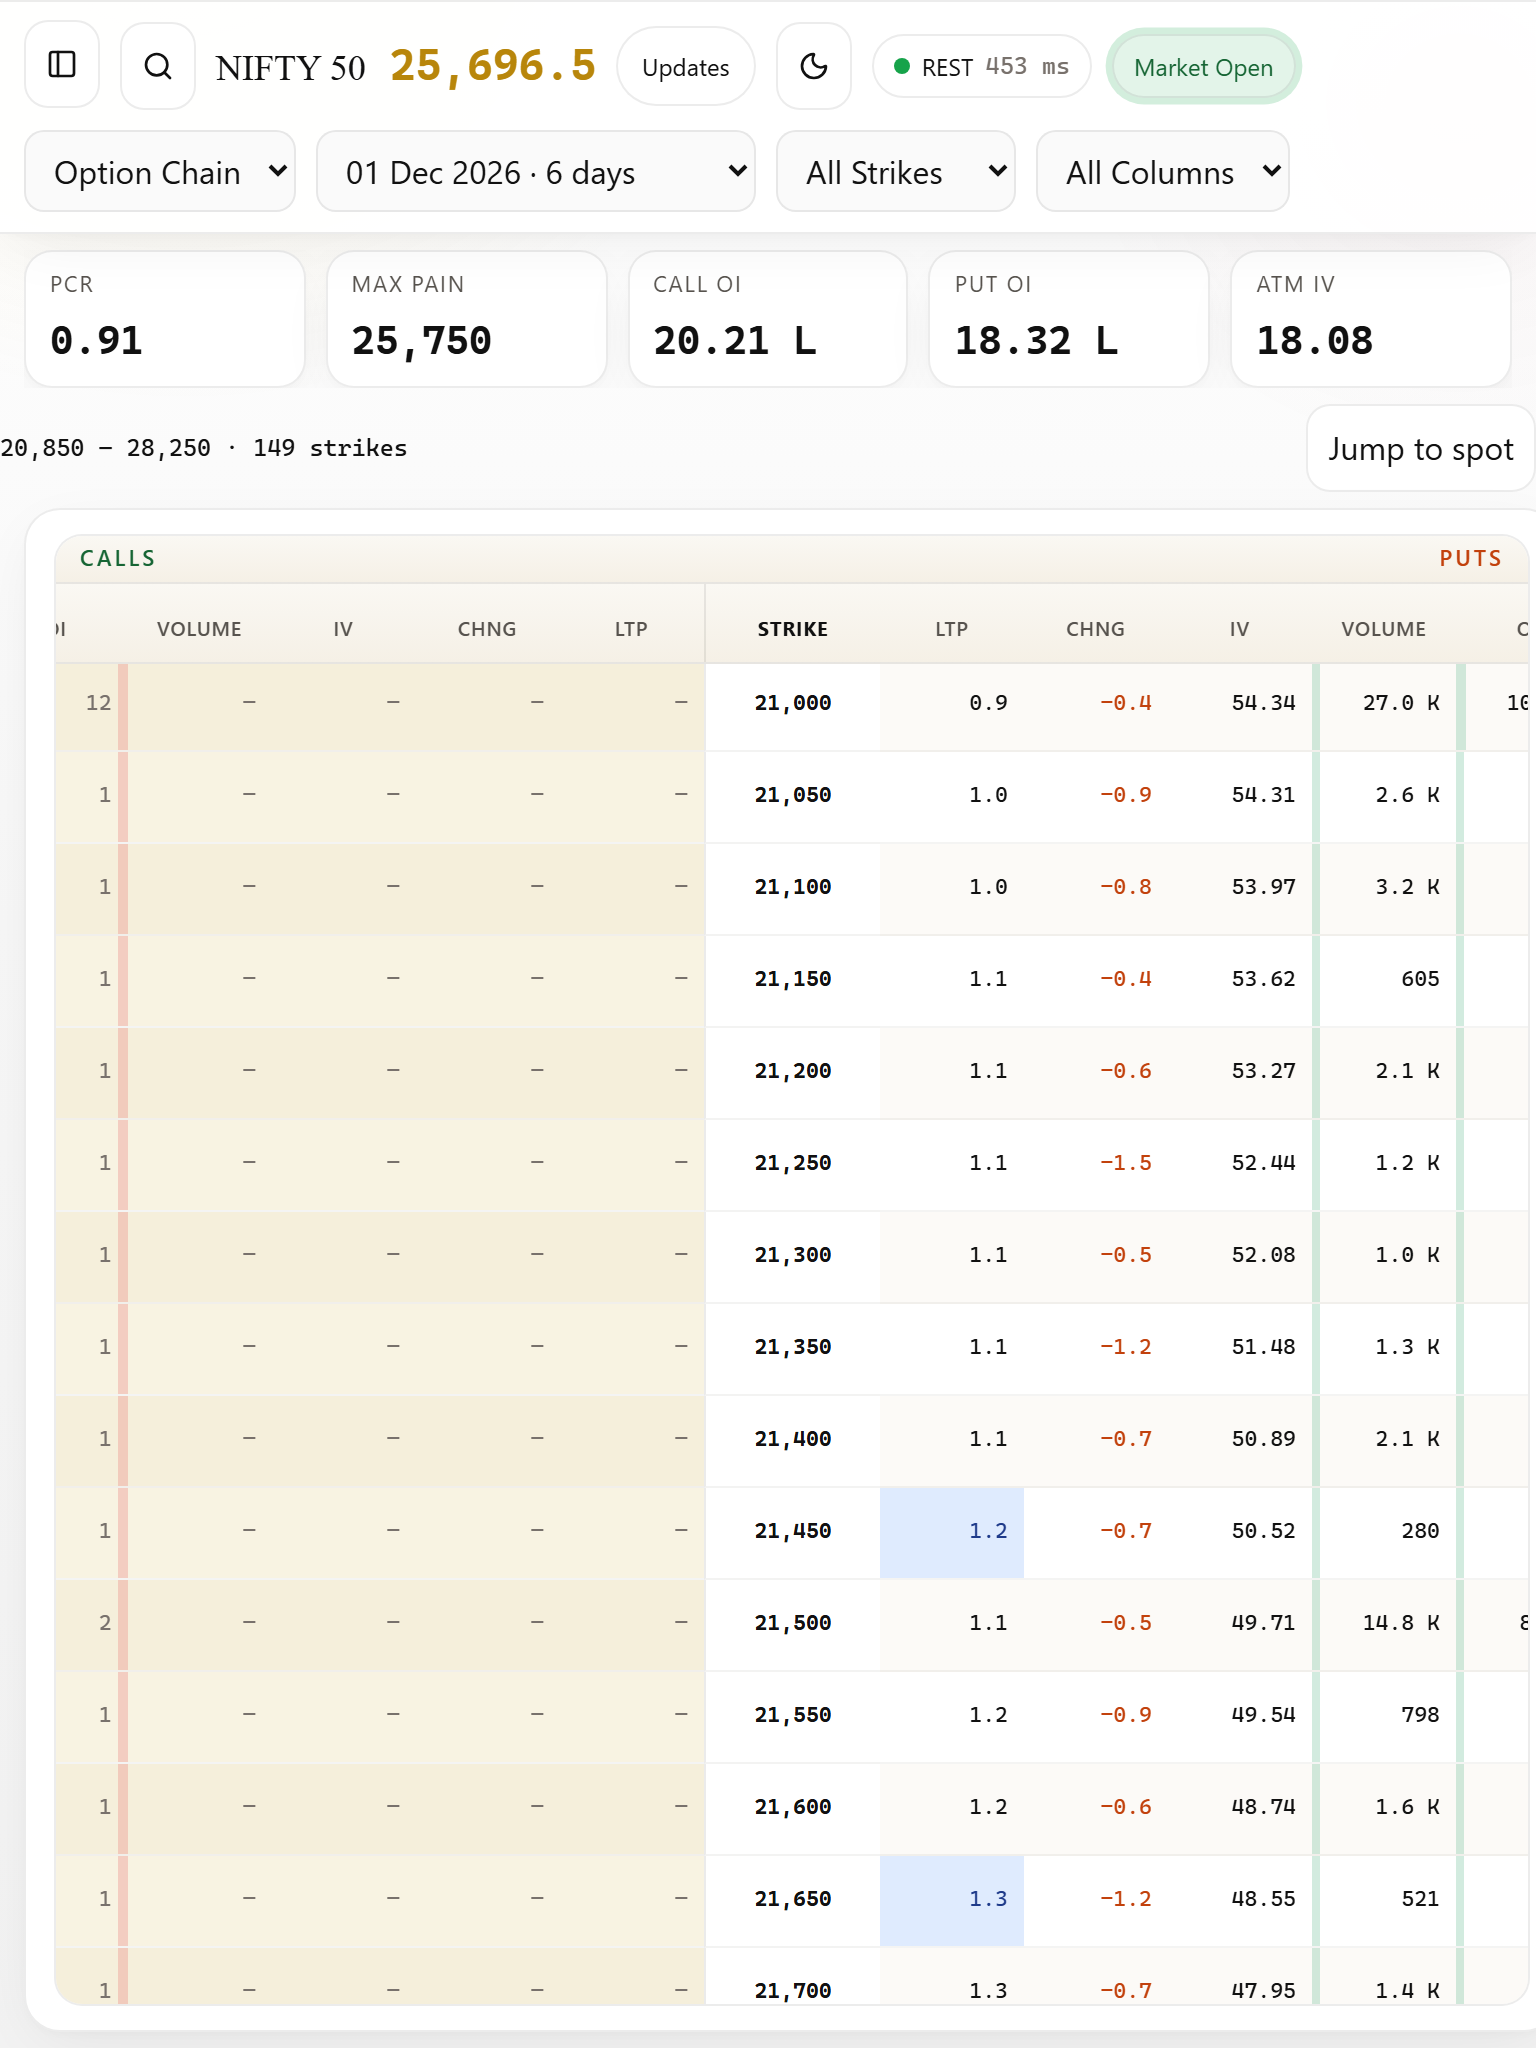 NIFTY 50 25,696.5 Updates REST 453 ms Market Open
Option Chain 01 Dec 2026 · 6 days All Strikes All Columns
PCR MAX PAIN CALL OI PUT OI ATM IV
0.91 25,750 20.21 L 18.32 L 18.08
20,850 – 28,250 · 149 strikes Jump to spot
CALLS PUTS
VOLUME IV CHNG LTP STRIKE LTP CHNG IV VOLUME
12 – – – – 21,000 0.9 −0.4 54.34 27.0 K
1 – – – – 21,050 1.0 −0.9 54.31 2.6 K
1 – – – – 21,100 1.0 −0.8 53.97 3.2 K
1 – – – – 21,150 1.1 −0.4 53.62 605
1 – – – – 21,200 1.1 −0.6 53.27 2.1 K
1 – – – – 21,250 1.1 −1.5 52.44 1.2 K
1 – – – – 21,300 1.1 −0.5 52.08 1.0 K
1 – – – – 21,350 1.1 −1.2 51.48 1.3 K
1 – – – – 21,400 1.1 −0.7 50.89 2.1 K
1 – – – – 21,450 1.2 −0.7 50.52 280
2 – – – – 21,500 1.1 −0.5 49.71 14.8 K
1 – – – – 21,550 1.2 −0.9 49.54 798
1 – – – – 21,600 1.2 −0.6 48.74 1.6 K
1 – – – – 21,650 1.3 −1.2 48.55 521
1 – – – – 21,700 1.3 −0.7 47.95 1.4 K